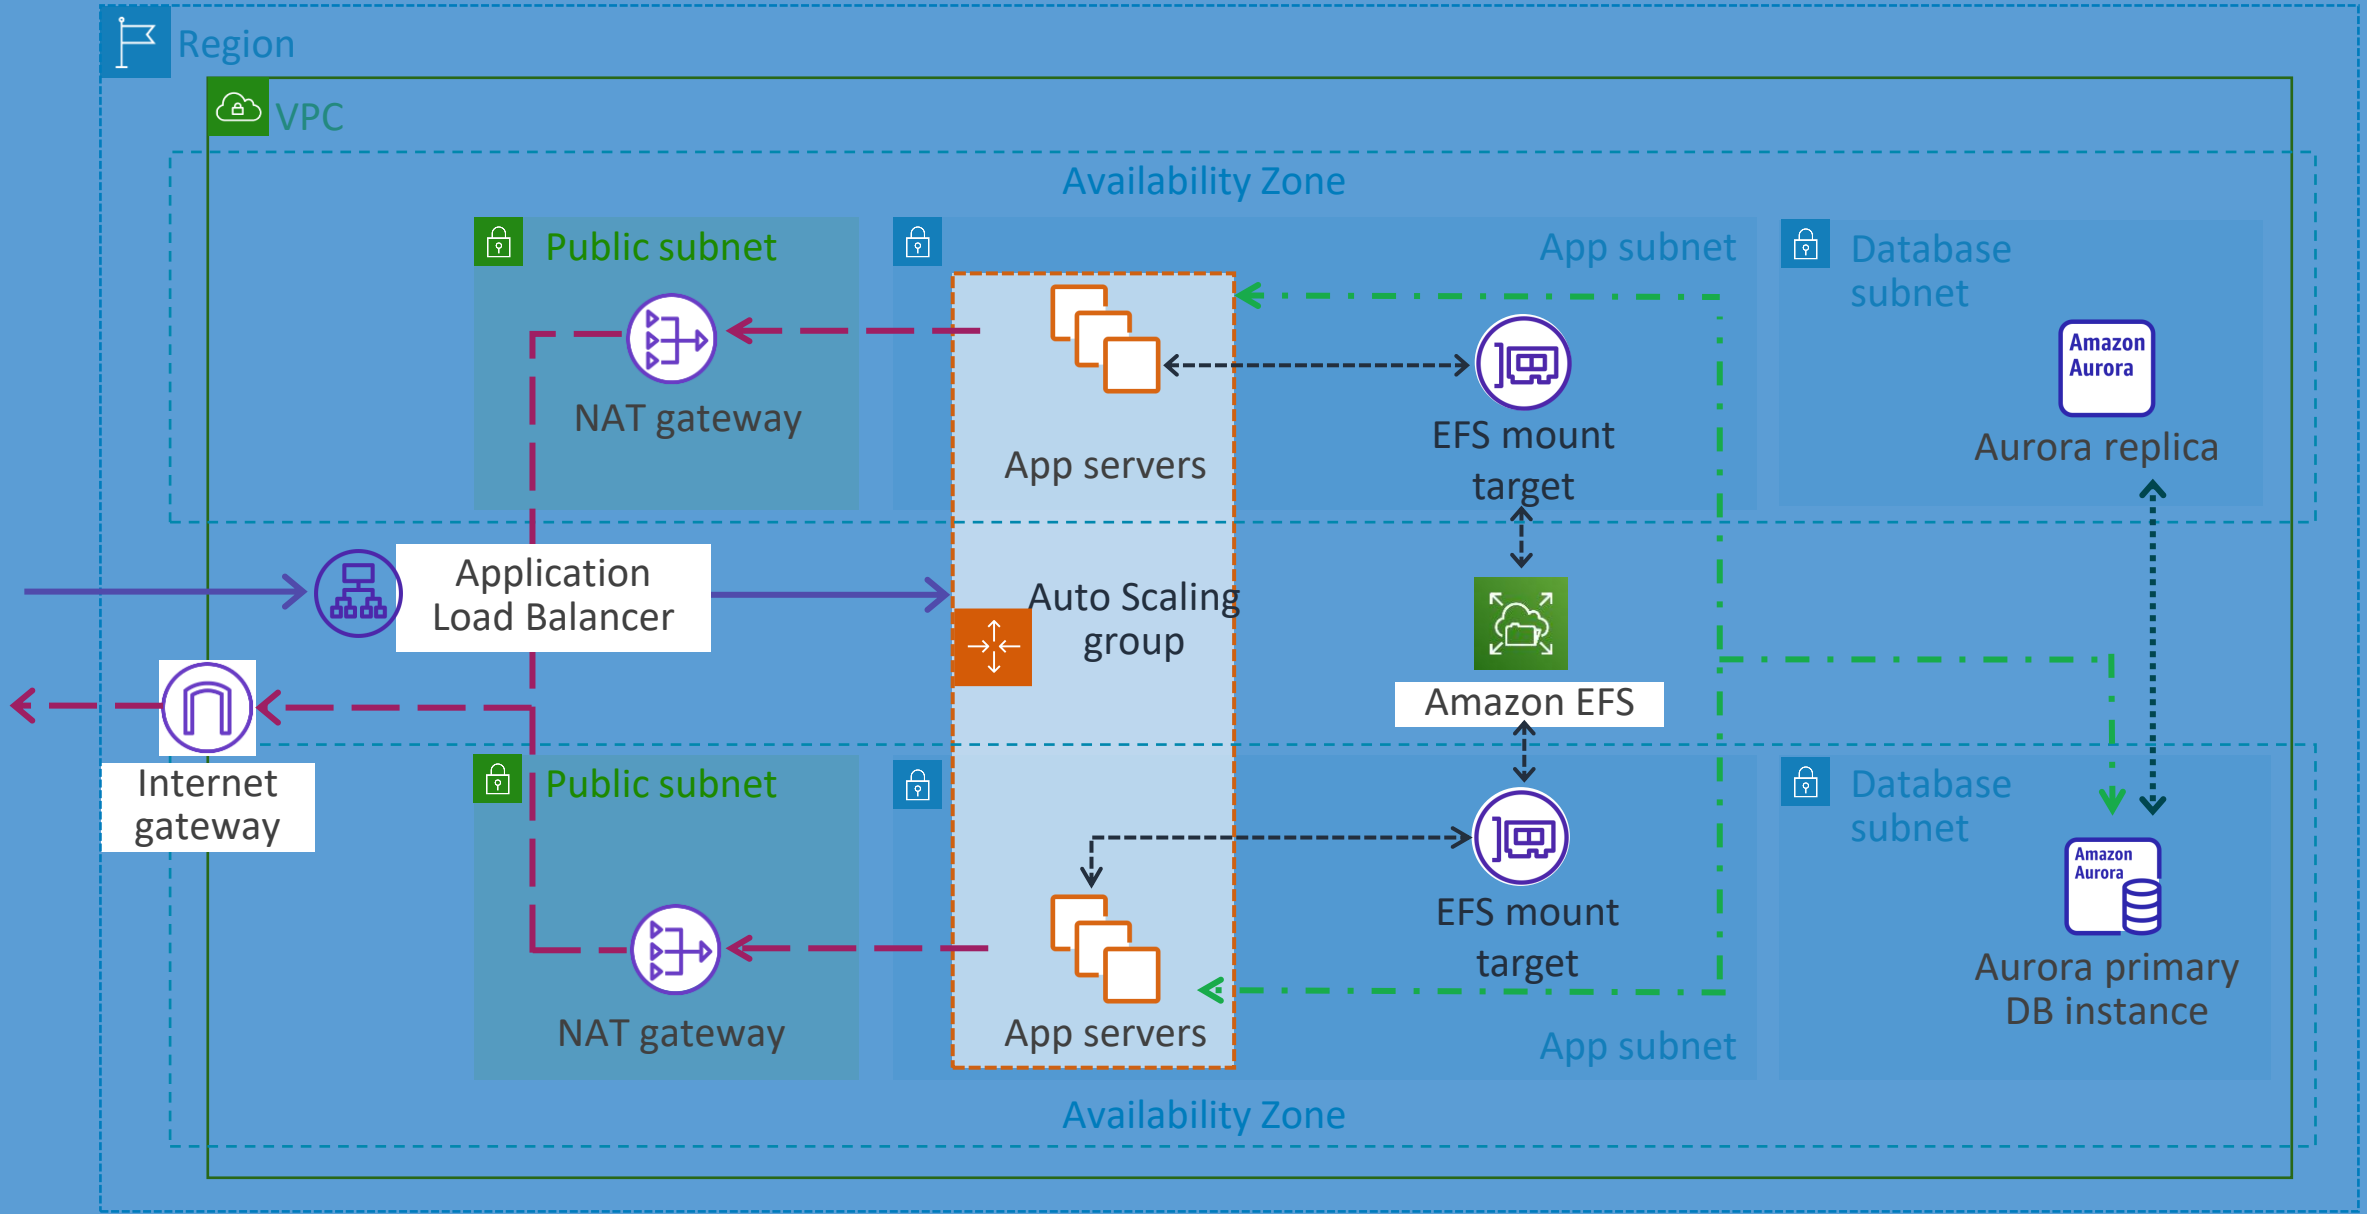 Region
VPC
Availability Zone
Public subnet
App subnet
Database
subnet
Amazon
Aurora
NAT gateway
App servers
EFS mount
target
Aurora replica
Application
Load Balancer
Auto Scaling
group
Amazon EFS
Internet
gateway
Public subnet
Database
subnet
Amazon
Aurora
NAT gateway
App servers
EFS mount
target
Aurora primary
DB instance
App subnet
Availability Zone